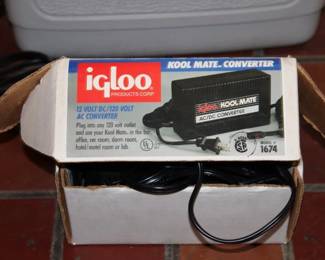 KOOL MATE CONVERTER
igloo
PRODUCTS CORP.
12 VOLT DC/120 VOLT
AC CONVERTER
Plug into any 120 volt outlet
and use your Kool Mate in the
office, rec room, dorm room,
hotel/motel room or lab.
UL
igloo KOOL MATE
AC/DC CONVERTER
MODEL #
1674